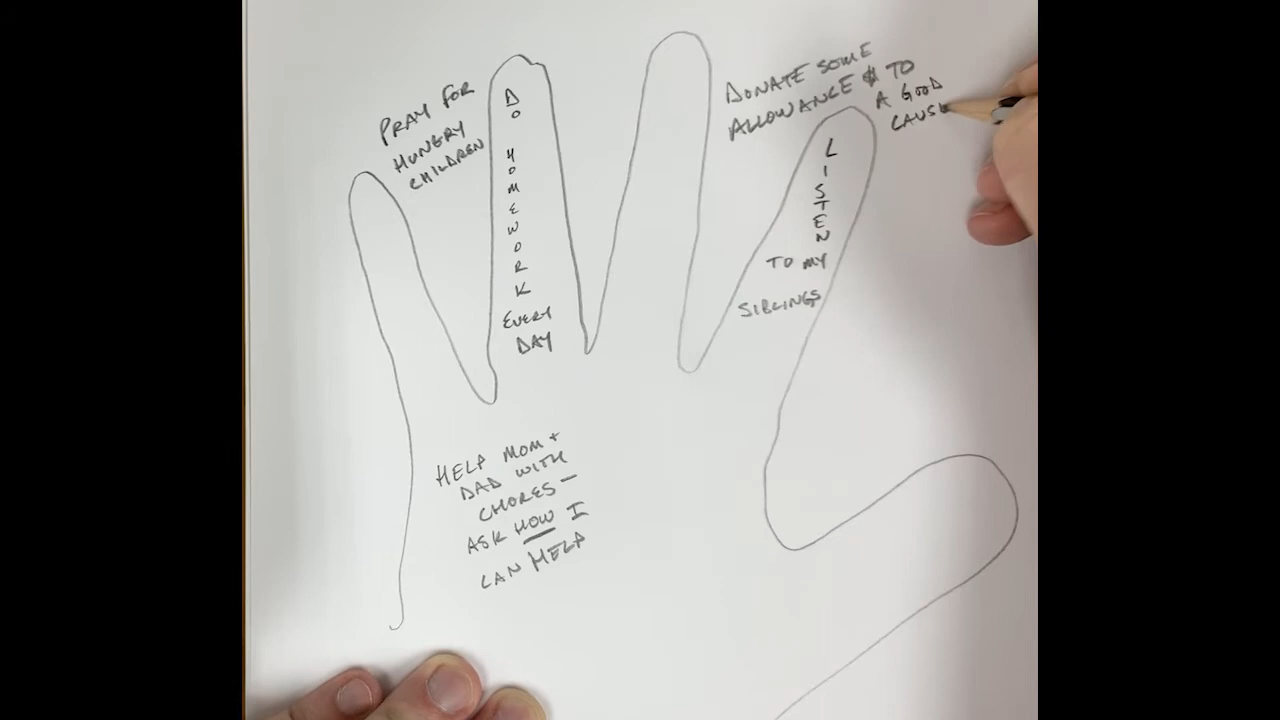 PRAY FOR
HUNGRY
CHILDREN
DO
HOMEWORK
EVERY
DAY
DONATE SOME
ALLOWANCE $ TO
A GOOD
CAUSE
LISTEN
TO MY
SIBLINGS
HELP MOM +
DAD WITH
CHORES —
ASK HOW I
CAN HELP